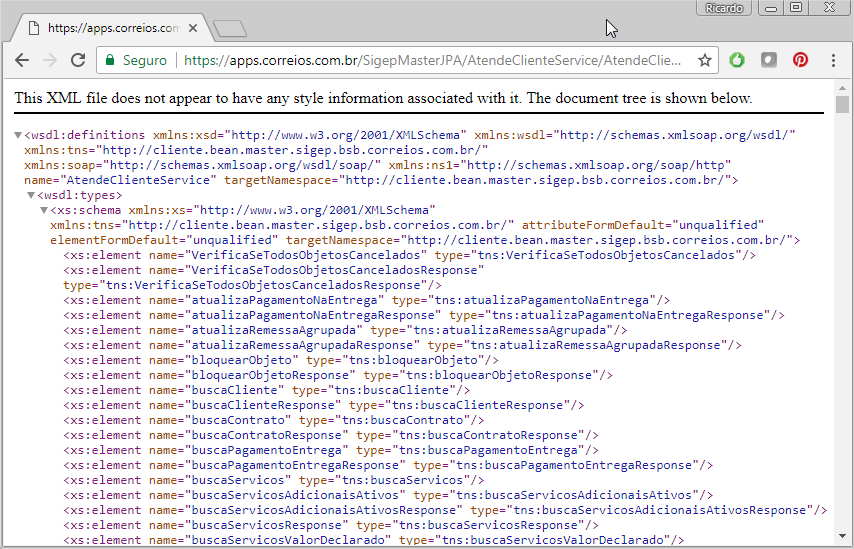 Ricardo
https://apps.correios.com
Seguro
https://apps.correios.com.br/SigepMasterJPA/AtendeClienteService/AtendeClie...
This XML file does not appear to have any style information associated with it. The document tree is shown below.
<wsdl:definitions xmlns:xsd="http://www.w3.org/2001/XMLSchema" xmlns:wsdl="http://schemas.xmlsoap.org/wsdl/"
xmlns:tns="http://cliente.bean.master.sigep.bsb.correios.com.br/"
xmlns:soap="http://schemas.xmlsoap.org/wsdl/soap/" xmlns:ns1="http://schemas.xmlsoap.org/soap/http"
name="AtendeClienteService" targetNamespace="http://cliente.bean.master.sigep.bsb.correios.com.br/">
<wsdl:types>
<xs:schema xmlns:xs="http://www.w3.org/2001/XMLSchema"
xmlns:tns="http://cliente.bean.master.sigep.bsb.correios.com.br/" attributeFormDefault="unqualified"
elementFormDefault="unqualified" targetNamespace="http://cliente.bean.master.sigep.bsb.correios.com.br/">
<xs:element name="VerificaSeTodosObjetosCancelados" type="tns:VerificaSeTodosObjetosCancelados"/>
<xs:element name="VerificaSeTodosObjetosCanceladosResponse"
type="tns:VerificaSeTodosObjetosCanceladosResponse"/>
<xs:element name="atualizaPagamentoNaEntrega" type="tns:atualizaPagamentoNaEntrega"/>
<xs:element name="atualizaPagamentoNaEntregaResponse" type="tns:atualizaPagamentoNaEntregaResponse"/>
<xs:element name="atualizaRemessaAgrupada" type="tns:atualizaRemessaAgrupada"/>
<xs:element name="atualizaRemessaAgrupadaResponse" type="tns:atualizaRemessaAgrupadaResponse"/>
<xs:element name="bloquearObjeto" type="tns:bloquearObjeto"/>
<xs:element name="bloquearObjetoResponse" type="tns:bloquearObjetoResponse"/>
<xs:element name="buscaCliente" type="tns:buscaCliente"/>
<xs:element name="buscaClienteResponse" type="tns:buscaClienteResponse"/>
<xs:element name="buscaContrato" type="tns:buscaContrato"/>
<xs:element name="buscaContratoResponse" type="tns:buscaContratoResponse"/>
<xs:element name="buscaPagamentoEntrega" type="tns:buscaPagamentoEntrega"/>
<xs:element name="buscaPagamentoEntregaResponse" type="tns:buscaPagamentoEntregaResponse"/>
<xs:element name="buscaServicos" type="tns:buscaServicos"/>
<xs:element name="buscaServicosAdicionaisAtivos" type="tns:buscaServicosAdicionaisAtivos"/>
<xs:element name="buscaServicosAdicionaisAtivosResponse" type="tns:buscaServicosAdicionaisAtivosResponse"/>
<xs:element name="buscaServicosResponse" type="tns:buscaServicosResponse"/>
<xs:element name="buscaServicosValorDeclarado" type="tns:buscaServicosValorDeclarado"/>